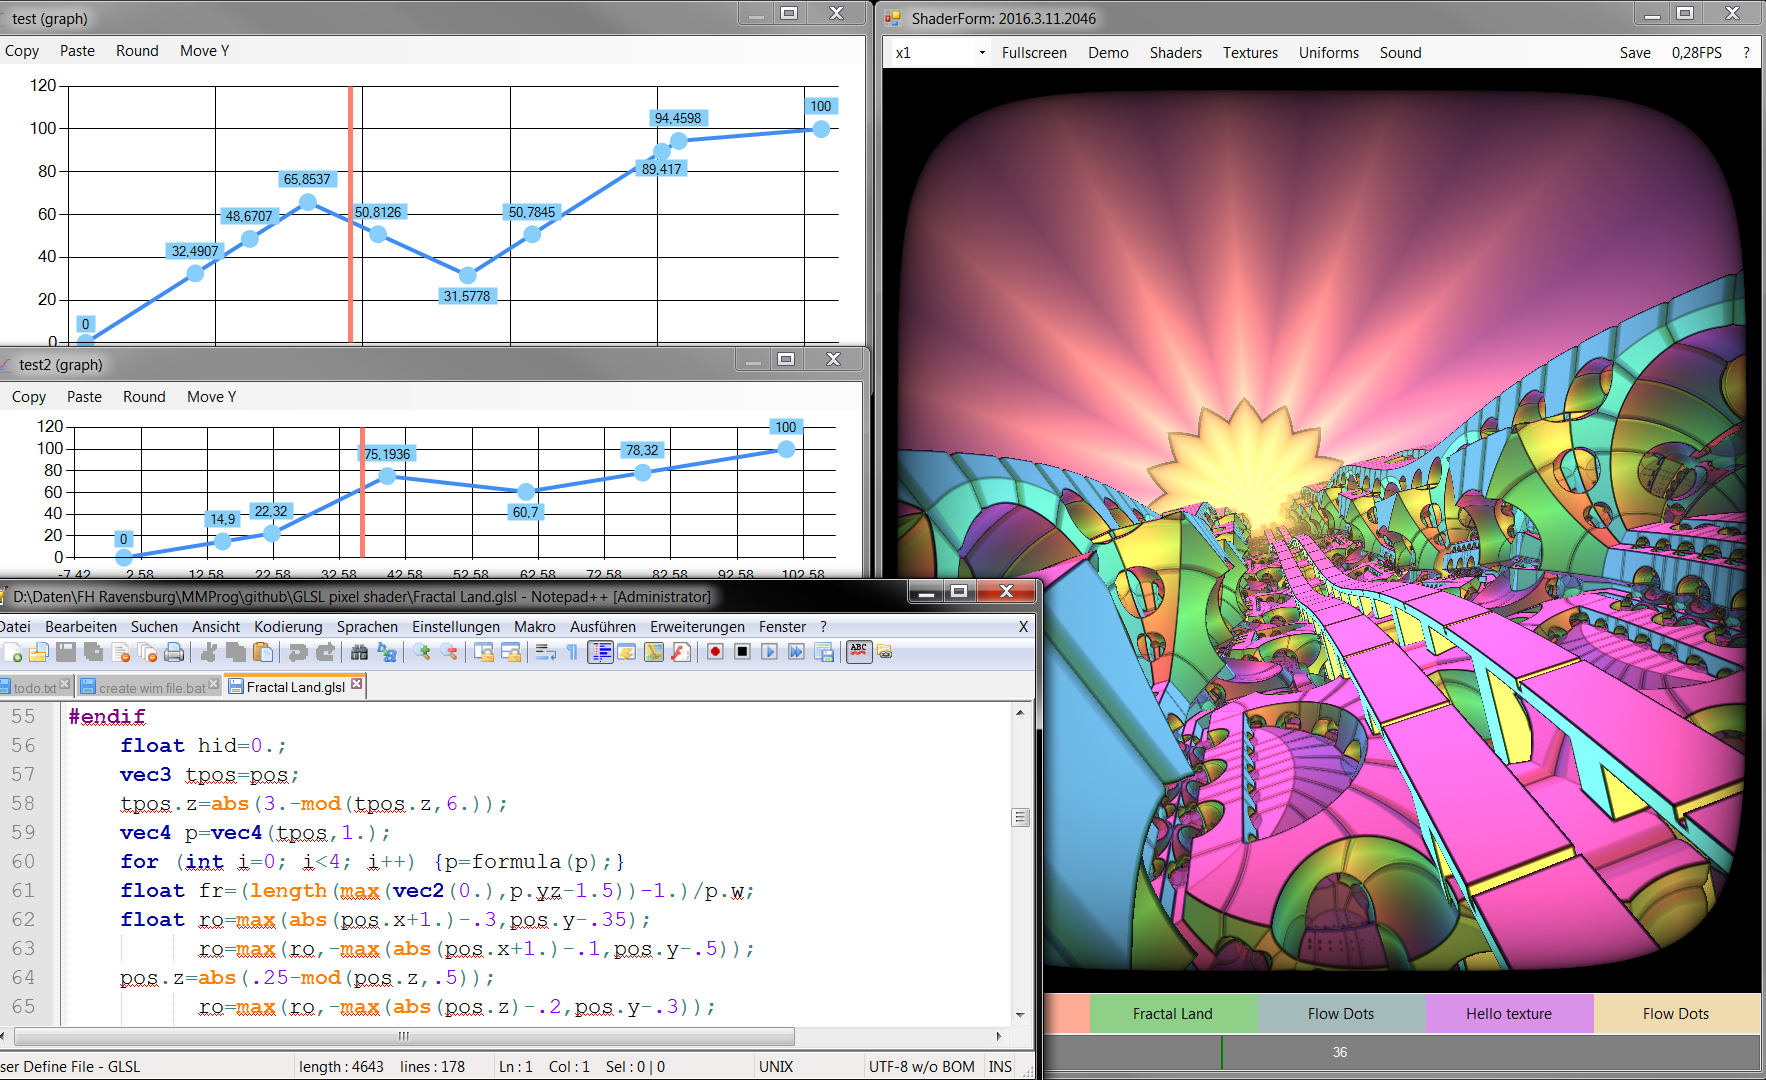 test (graph)
Copy Paste Round Move Y
120
100
80
60
40
20
0
0
32,4907
48,6707
65,8537
50,8126
31,5778
50,7845
89,417
94,4598
100
test2 (graph)
Copy Paste Round Move Y
120
100
80
60
40
20
0
0
14,9
22,32
75,1936
60,7
78,32
100
-7,42 2,58 12,58 22,58 32,58 42,58 52,58 62,58 72,58 82,58 92,58 102,58
D:\Daten\FH Ravensburg\MMProg\github\GLSL pixel shader\Fractal Land.glsl - Notepad++ [Administrator]
Datei Bearbeiten Suchen Ansicht Kodierung Sprachen Einstellungen Makro Ausführen Erweiterungen Fenster ? X
ABC
todo.txt create wim file.bat Fractal Land.glsl
55 #endif
56 float hid=0.;
57 vec3 tpos=pos;
58 tpos.z=abs(3.-mod(tpos.z,6.));
59 vec4 p=vec4(tpos,1.);
60 for (int i=0; i<4; i++) {p=formula(p);}
61 float fr=(length(max(vec2(0.),p.yz-1.5))-1.)/p.w;
62 float ro=max(abs(pos.x+1.)-.3,pos.y-.35);
63 ro=max(ro,-max(abs(pos.x+1.)-.1,pos.y-.5));
64 pos.z=abs(.25-mod(pos.z,.5));
65 ro=max(ro,-max(abs(pos.z)-.2,pos.y-.3));
ser Define File - GLSL length : 4643 lines : 178 Ln : 1 Col : 1 Sel : 0 | 0 UNIX UTF-8 w/o BOM INS
ShaderForm: 2016.3.11.2046
x1 Fullscreen Demo Shaders Textures Uniforms Sound Save 0,28FPS ?
Fractal Land Flow Dots Hello texture Flow Dots
36